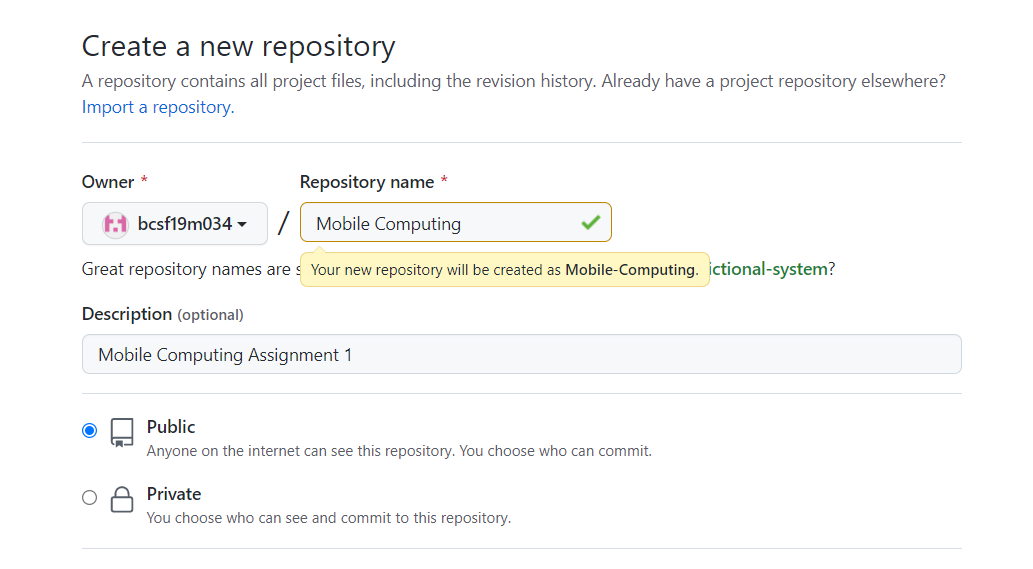 Create a new repository
A repository contains all project files, including the revision history. Already have a project repository elsewhere?
Import a repository.
Owner *
Repository name *
bcsf19m034
/
Mobile Computing
Great repository names are
Your new repository will be created as Mobile-Computing.
ictional-system?
Description (optional)
Mobile Computing Assignment 1
Public
Anyone on the internet can see this repository. You choose who can commit.
Private
You choose who can see and commit to this repository.